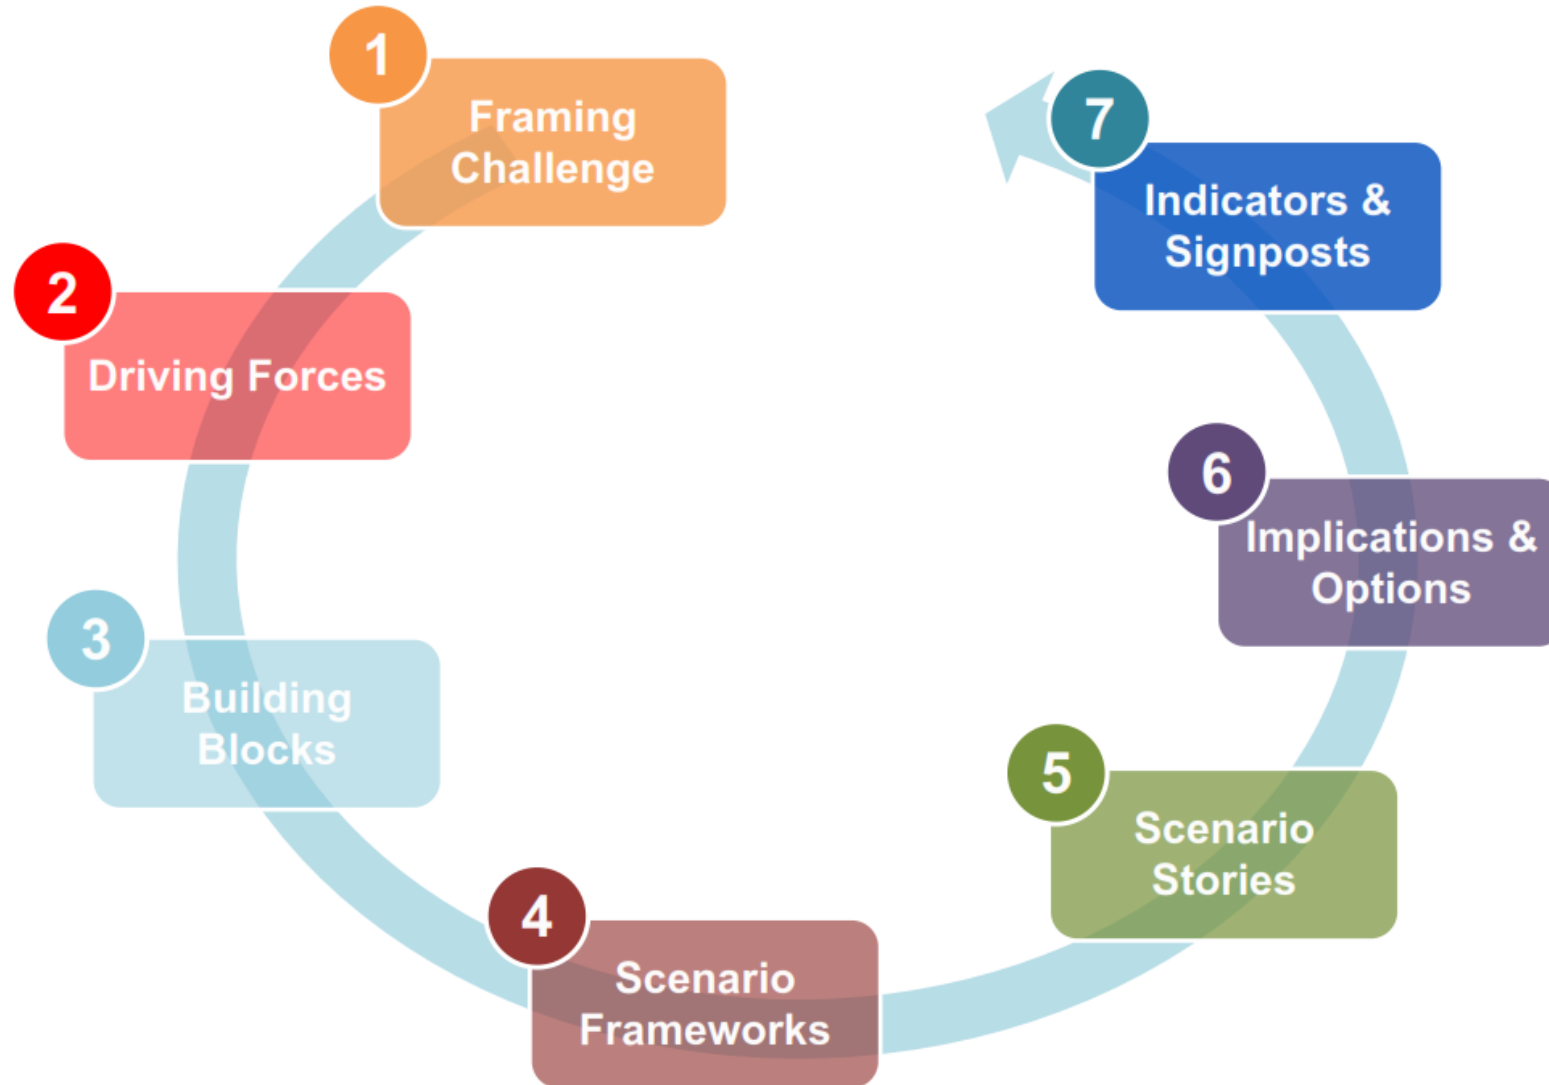 1
Framing
Challenge
2
Driving Forces
3
Building
Blocks
4
Scenario
Frameworks
5
Scenario
Stories
6
Implications &
Options
7
Indicators &
Signposts